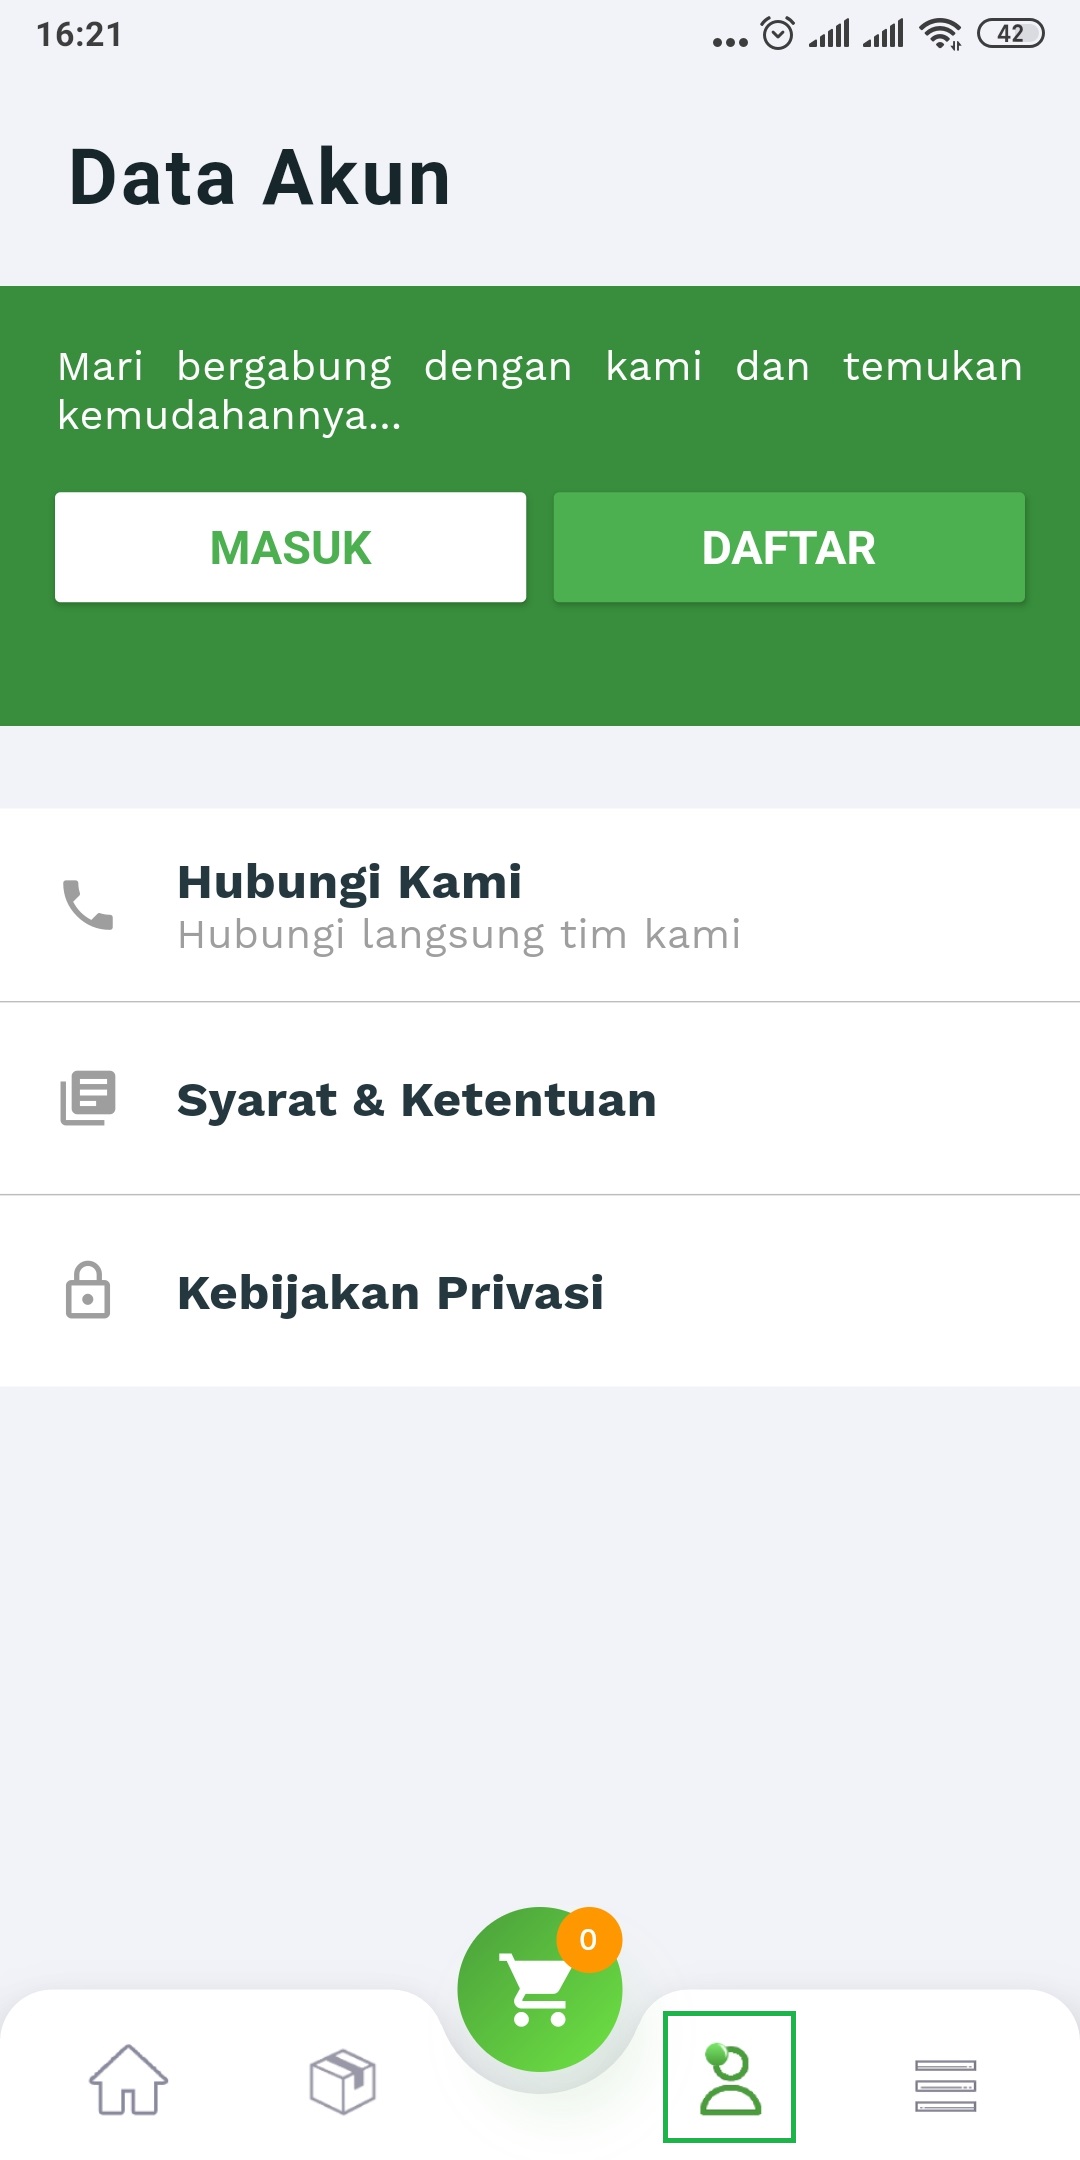 16:21
42
Data Akun
Mari bergabung dengan kami dan temukan
kemudahannya...
MASUK
DAFTAR
Hubungi Kami
Hubungi langsung tim kami
Syarat & Ketentuan
Kebijakan Privasi
0